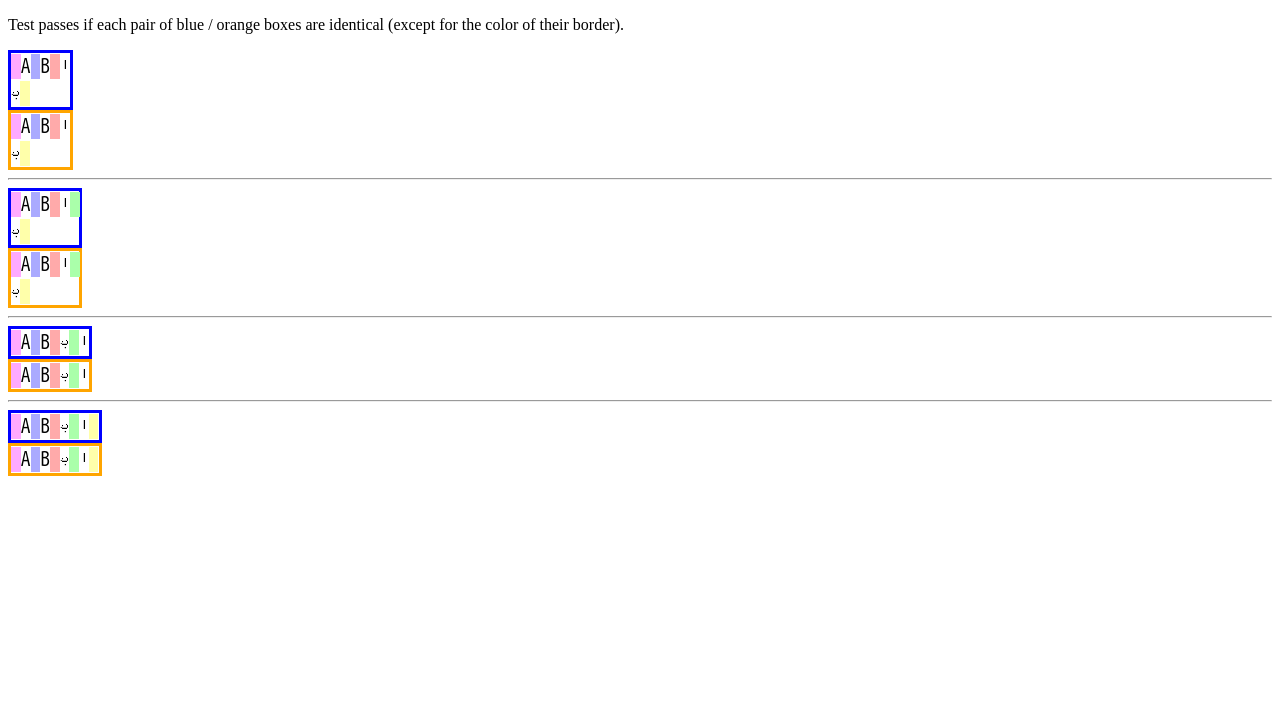 Test passes if each pair of blue / orange boxes are identical (except for the color of their border).
A B ا
A B ا
A B ا
A B ا
A B ا
A B ا
A B ا
A B ا